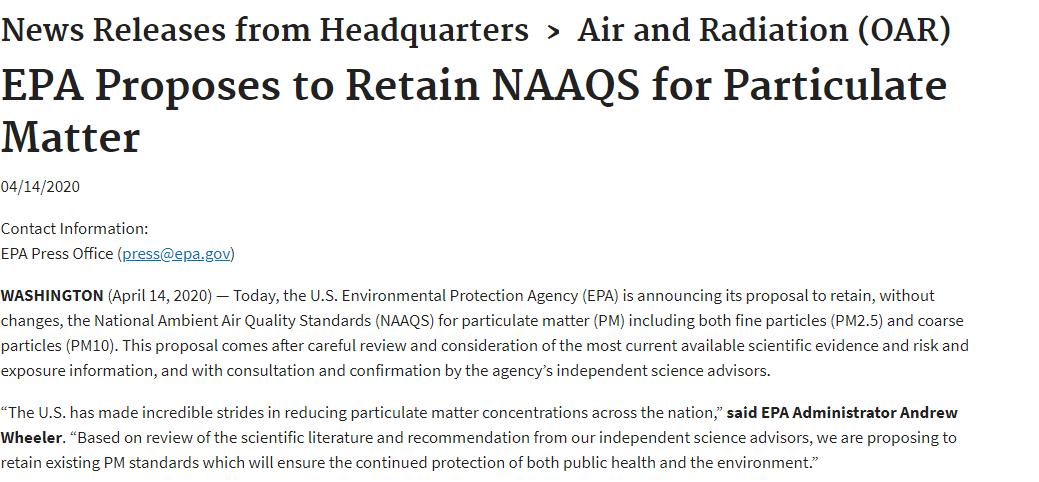 News Releases from Headquarters > Air and Radiation (OAR)
EPA Proposes to Retain NAAQS for Particulate
Matter
04/14/2020
Contact Information:
EPA Press Office (press@epa.gov)
WASHINGTON (April 14, 2020) — Today, the U.S. Environmental Protection Agency (EPA) is announcing its proposal to retain, without
changes, the National Ambient Air Quality Standards (NAAQS) for particulate matter (PM) including both fine particles (PM2.5) and coarse
particles (PM10). This proposal comes after careful review and consideration of the most current available scientific evidence and risk and
exposure information, and with consultation and confirmation by the agency’s independent science advisors.
“The U.S. has made incredible strides in reducing particulate matter concentrations across the nation,” said EPA Administrator Andrew
Wheeler. “Based on review of the scientific literature and recommendation from our independent science advisors, we are proposing to
retain existing PM standards which will ensure the continued protection of both public health and the environment.”